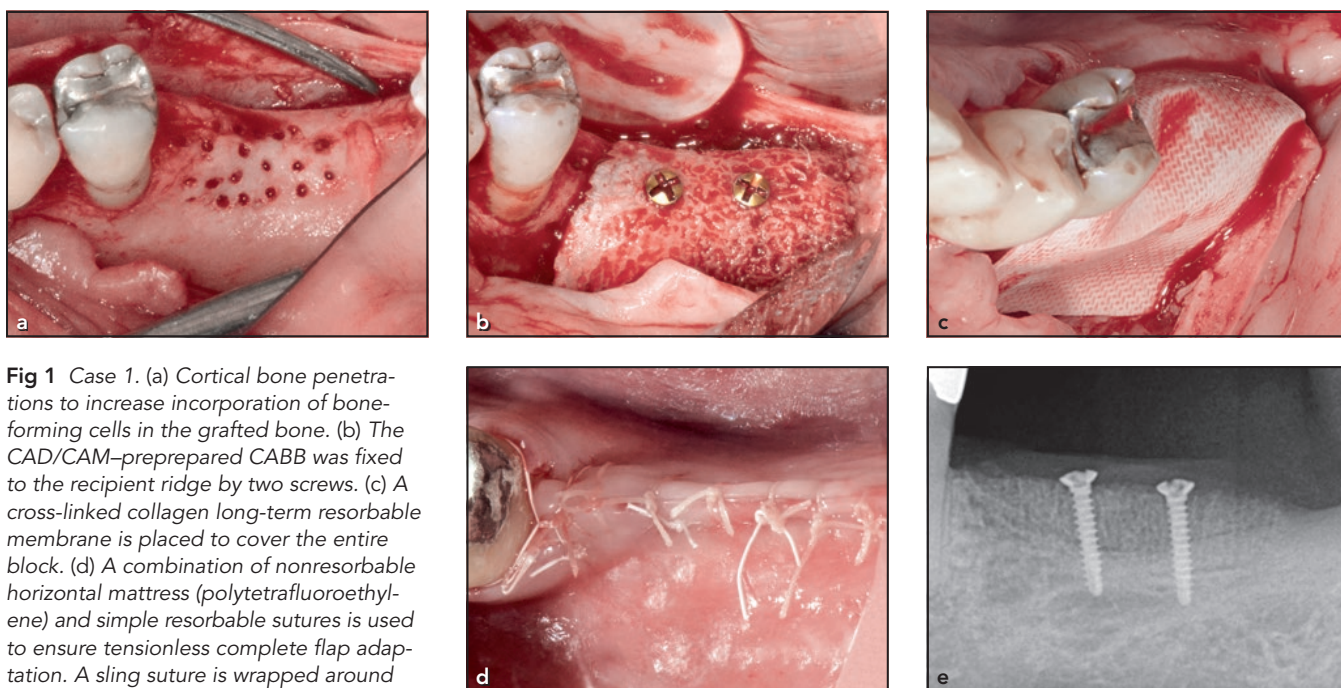 a
b
c
Fig 1 Case 1. (a) Cortical bone penetra-
tions to increase incorporation of bone-
forming cells in the grafted bone. (b) The
CAD/CAM–preprepared CABB was fixed
to the recipient ridge by two screws. (c) A
cross-linked collagen long-term resorbable
membrane is placed to cover the entire
block. (d) A combination of nonresorbable
horizontal mattress (polytetrafluoroethyl-
ene) and simple resorbable sutures is used
to ensure tensionless complete flap adap-
tation. A sling suture is wrapped around
d
e